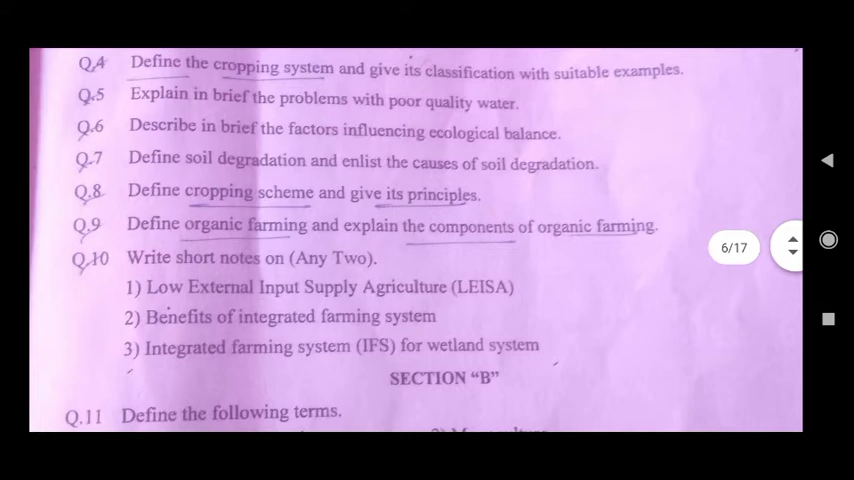 Q.4 Define the cropping system and give its classification with suitable examples.
Q.5 Explain in brief the problems with poor quality water.
Q.6 Describe in brief the factors influencing ecological balance.
Q.7 Define soil degradation and enlist the causes of soil degradation.
Q.8 Define cropping scheme and give its principles.
Q.9 Define organic farming and explain the components of organic farming.
6/17
Q.10 Write short notes on (Any Two).
1) Low External Input Supply Agriculture (LEISA)
2) Benefits of integrated farming system
3) Integrated farming system (IFS) for wetland system
SECTION “B”
Q.11 Define the following terms.